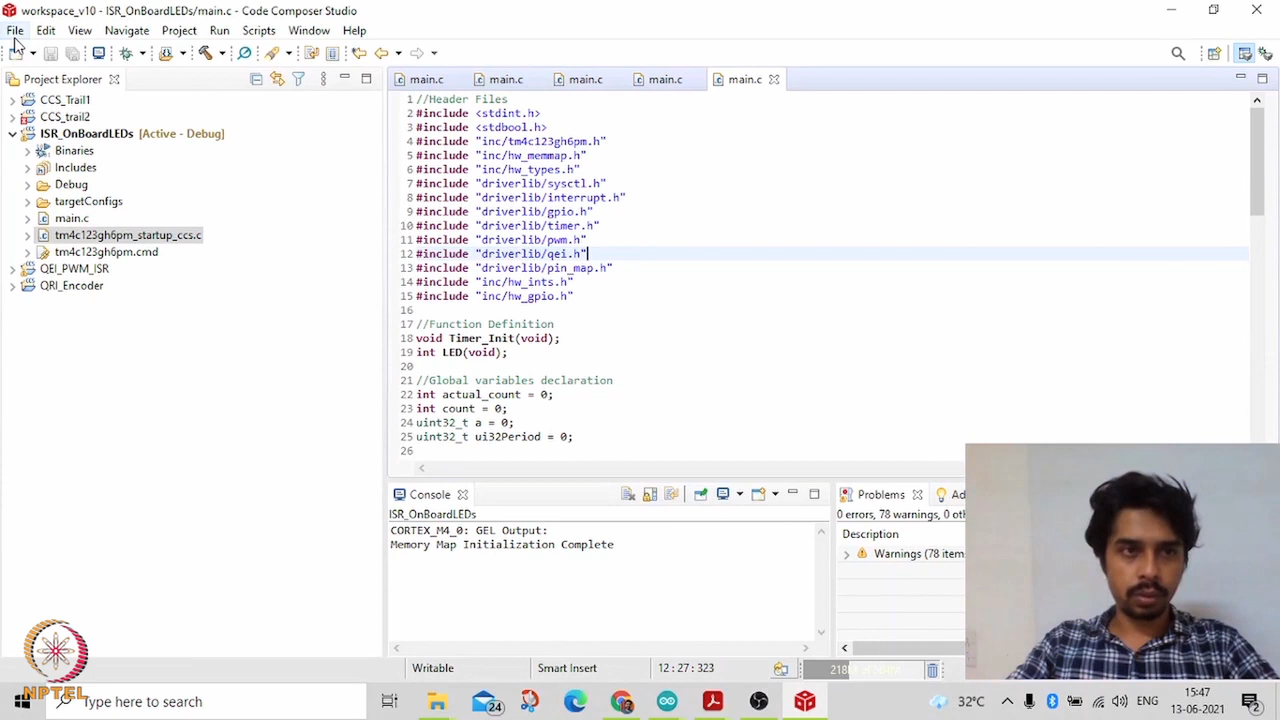 workspace_v10 - ISR_OnBoardLEDs/main.c - Code Composer Studio
File Edit View Navigate Project Run Scripts Window Help
Project Explorer
main.c main.c main.c main.c main.c
CCS_Trail1
CCS_trail2
ISR_OnBoardLEDs [Active - Debug]
Binaries
Includes
Debug
targetConfigs
main.c
tm4c123gh6pm_startup_ccs.c
tm4c123gh6pm.cmd
QEI_PWM_ISR
QRI_Encoder
1 //Header Files
2 #include <stdint.h>
3 #include <stdbool.h>
4 #include "inc/tm4c123gh6pm.h"
5 #include "inc/hw_memmap.h"
6 #include "inc/hw_types.h"
7 #include "driverlib/sysctl.h"
8 #include "driverlib/interrupt.h"
9 #include "driverlib/gpio.h"
10 #include "driverlib/timer.h"
11 #include "driverlib/pwm.h"
12 #include "driverlib/qei.h"
13 #include "driverlib/pin_map.h"
14 #include "inc/hw_ints.h"
15 #include "inc/hw_gpio.h"
16
17 //Function Definition
18 void Timer_Init(void);
19 int LED(void);
20
21 //Global variables declaration
22 int actual_count = 0;
23 int count = 0;
24 uint32_t a = 0;
25 uint32_t ui32Period = 0;
26
Console
ISR_OnBoardLEDs
CORTEX_M4_0: GEL Output:
Memory Map Initialization Complete
Problems Ad
0 errors, 78 warnings, 0 oth
Description
Warnings (78 item
Writable Smart Insert 12 : 27 : 323
NPTEL
Type here to search
24
32°C
ENG
15:47
13-06-2021
2